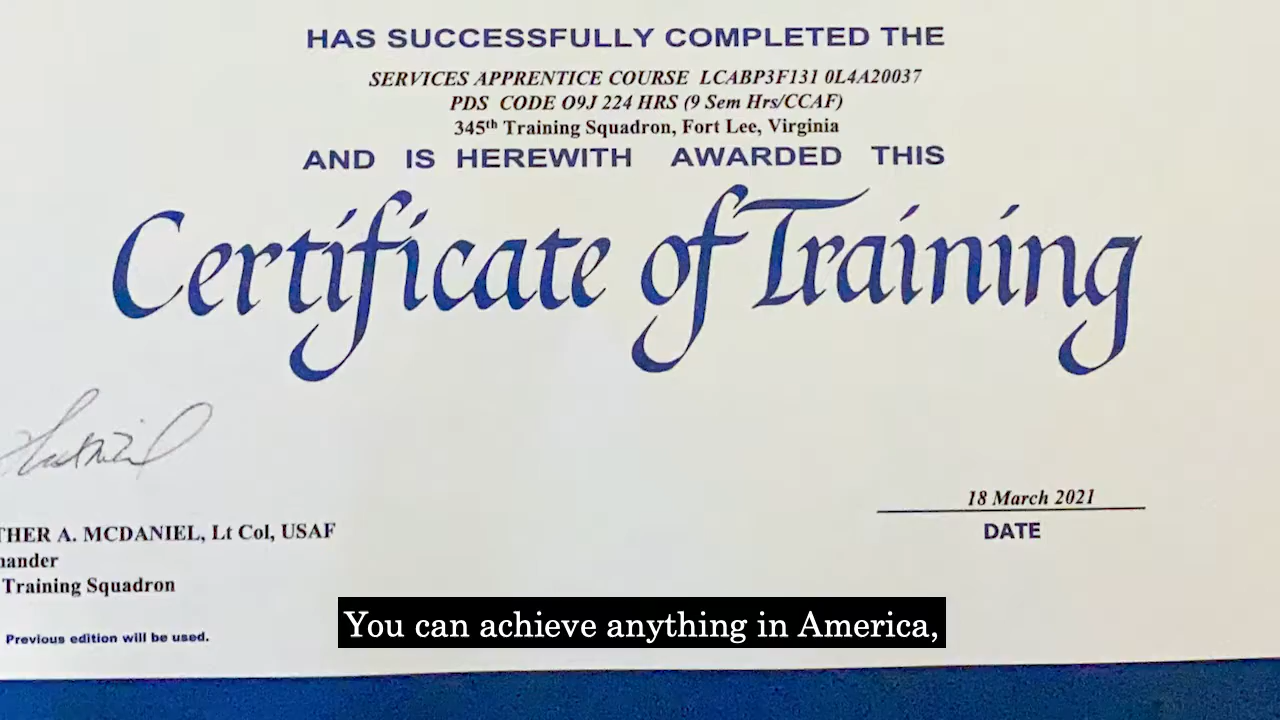 HAS SUCCESSFULLY COMPLETED THE
SERVICES APPRENTICE COURSE LCABP3F131 0L4A20037
PDS CODE O9J 224 HRS (9 Sem Hrs/CCAF)
345th Training Squadron, Fort Lee, Virginia
AND IS HEREWITH AWARDED THIS
Certificate of Training
18 March 2021
DATE
THER A. MCDANIEL, Lt Col, USAF
mander
Training Squadron
Previous edition will be used.
You can achieve anything in America,